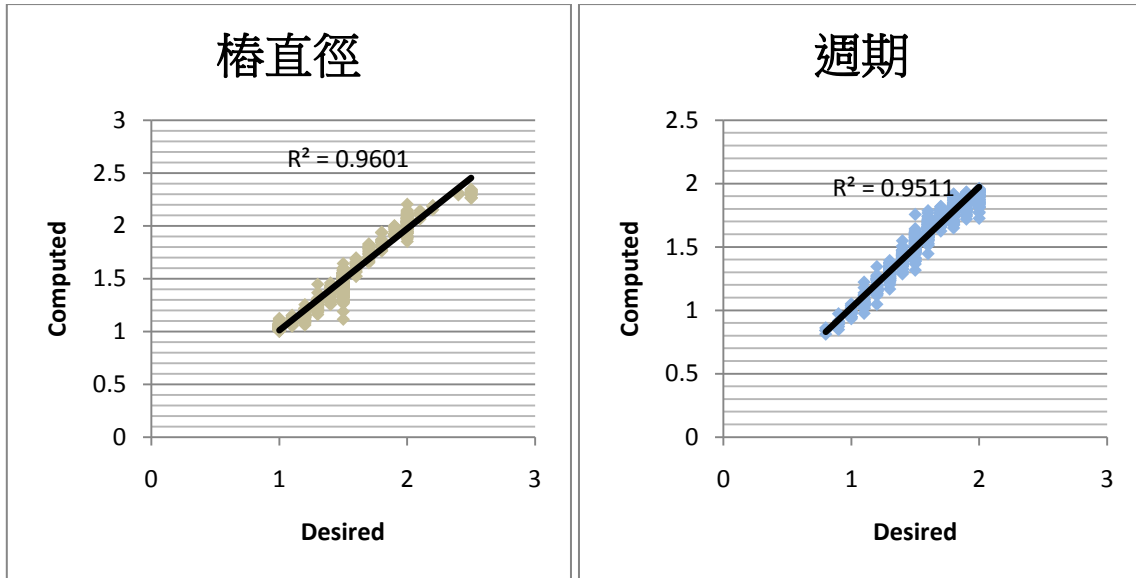 樁直徑
3
2.5
2
1.5
1
0.5
0
R² = 0.9601
Computed
0
1
2
3
Desired
週期
2.5
2
1.5
1
0.5
0
R² = 0.9511
Computed
0
1
2
3
Desired